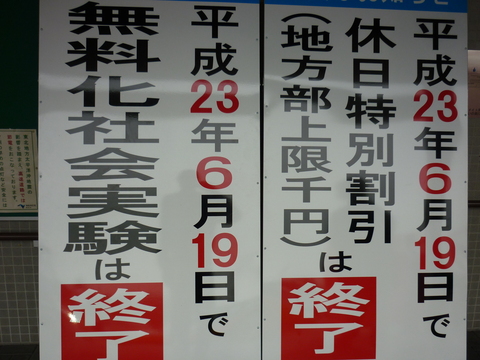 平成23年6月19日で
休日特別割引
(地方部上限千円)は
終了
平成23年6月19日で
無料化社会実験は
終了